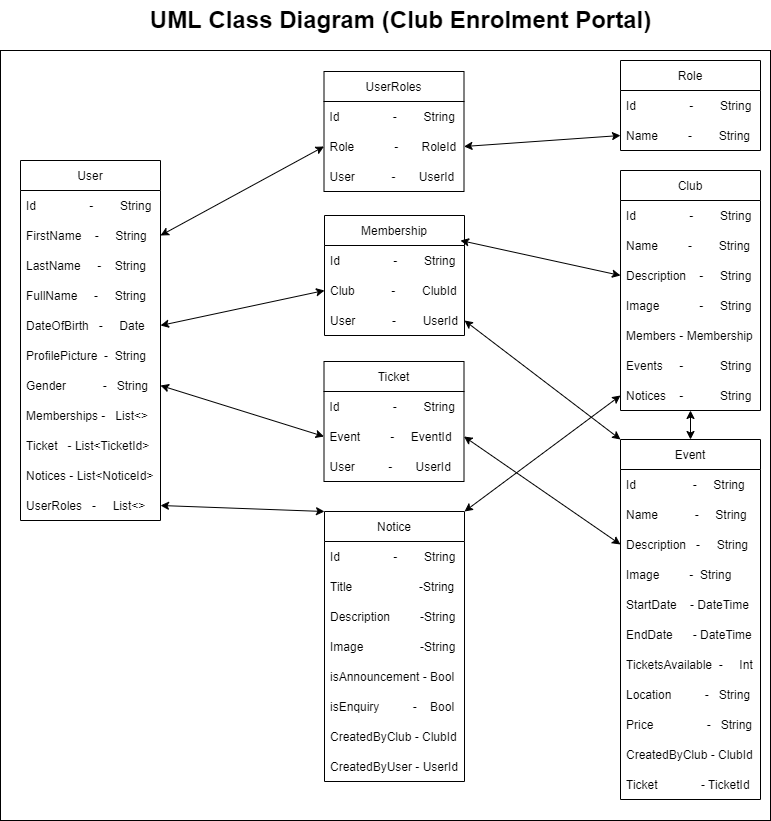 UML Class Diagram (Club Enrolment Portal)
User
Id - String
FirstName - String
LastName - String
FullName - String
DateOfBirth - Date
ProfilePicture - String
Gender - String
Memberships - List<>
Ticket - List<TicketId>
Notices - List<NoticeId>
UserRoles - List<>
UserRoles
Id - String
Role - RoleId
User - UserId
Membership
Id - String
Club - ClubId
User - UserId
Ticket
Id - String
Event - EventId
User - UserId
Notice
Id - String
Title -String
Description -String
Image -String
isAnnouncement - Bool
isEnquiry - Bool
CreatedByClub - ClubId
CreatedByUser - UserId
Role
Id - String
Name - String
Club
Id - String
Name - String
Description - String
Image - String
Members - Membership
Events - String
Notices - String
Event
Id - String
Name - String
Description - String
Image - String
StartDate - DateTime
EndDate - DateTime
TicketsAvailable - Int
Location - String
Price - String
CreatedByClub - ClubId
Ticket - TicketId